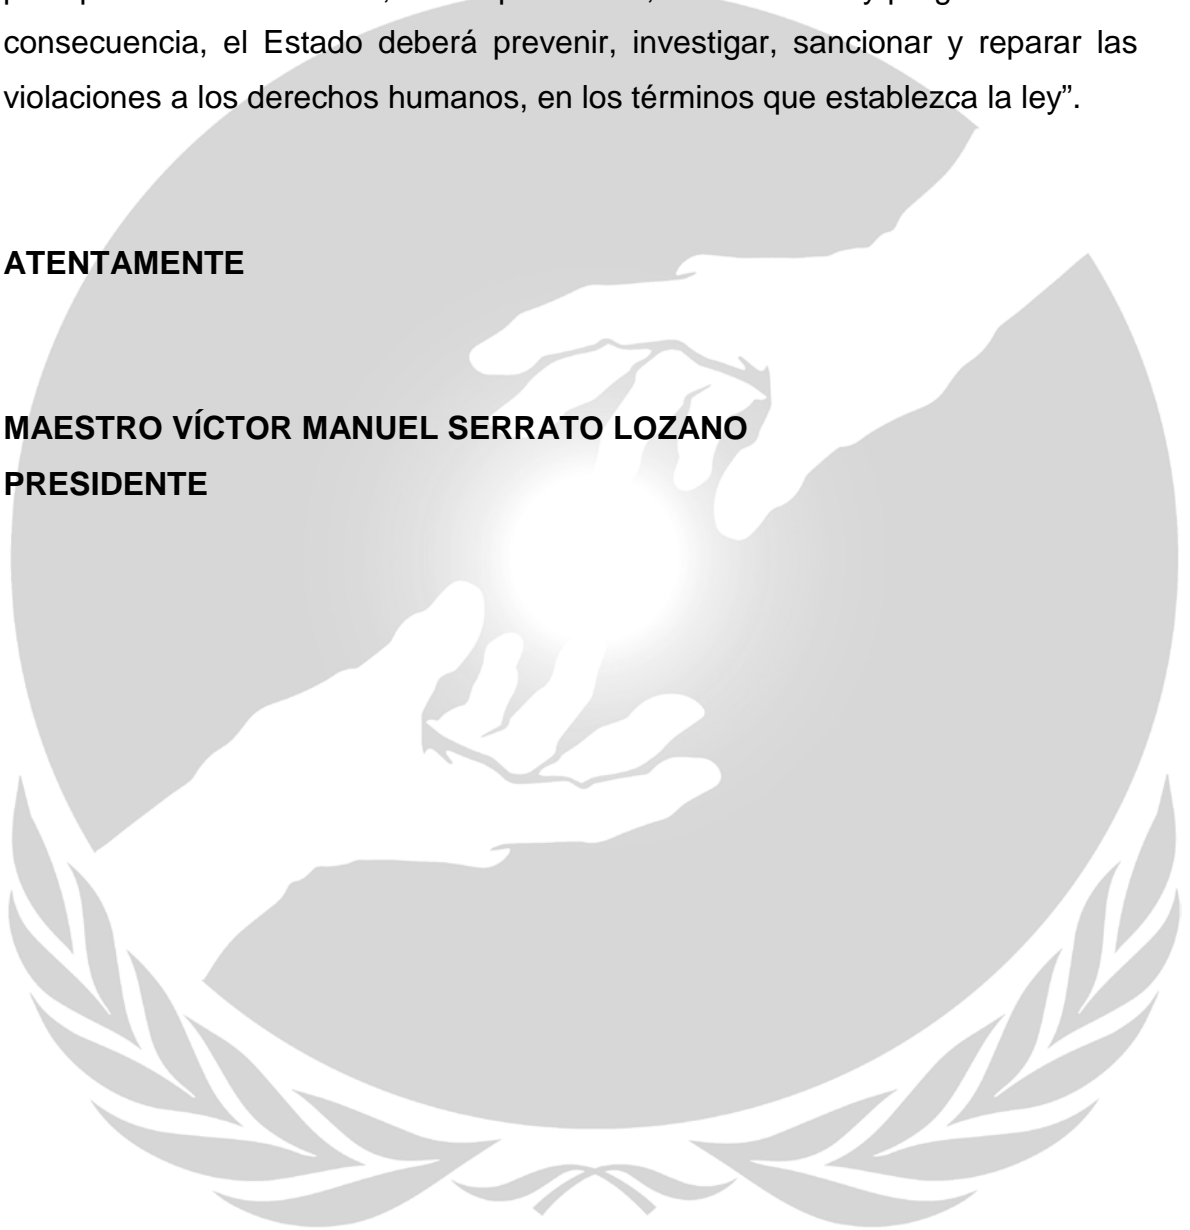 consecuencia, el Estado deberá prevenir, investigar, sancionar y reparar las
violaciones a los derechos humanos, en los términos que establezca la ley”.
ATENTAMENTE
MAESTRO VÍCTOR MANUEL SERRATO LOZANO
PRESIDENTE